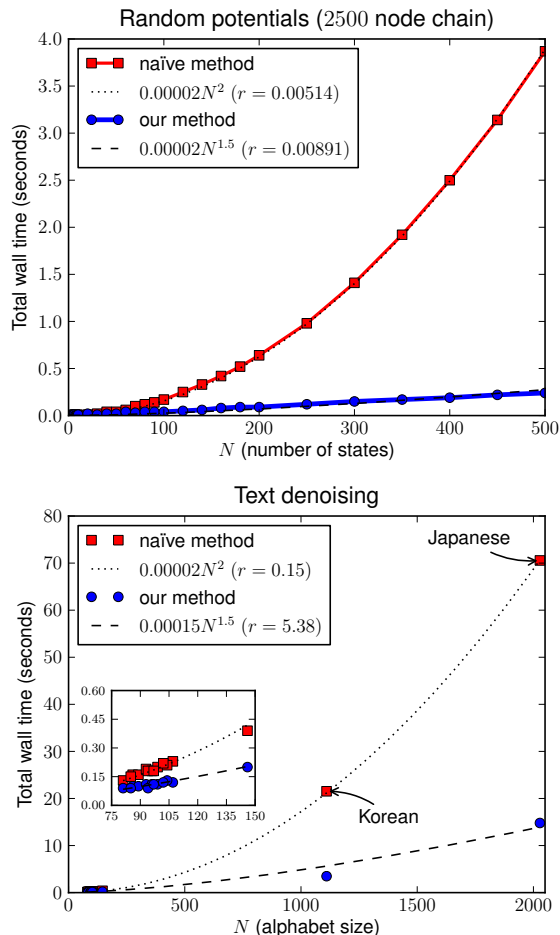 Random potentials (2500 node chain)
4.0
3.5
3.0
2.5
2.0
1.5
1.0
0.5
0.0
Total wall time (seconds)
naïve method
0.00002N² (r = 0.00514)
our method
0.00002N^1.5 (r = 0.00891)
0 100 200 300 400 500
N (number of states)
Text denoising
80
70
60
50
40
30
20
10
0
Total wall time (seconds)
naïve method
0.00002N² (r = 0.15)
our method
0.00015N^1.5 (r = 5.38)
Japanese
Korean
0.60
0.45
0.30
0.15
0.00
75 90 105 120 135 150
0 500 1000 1500 2000
N (alphabet size)